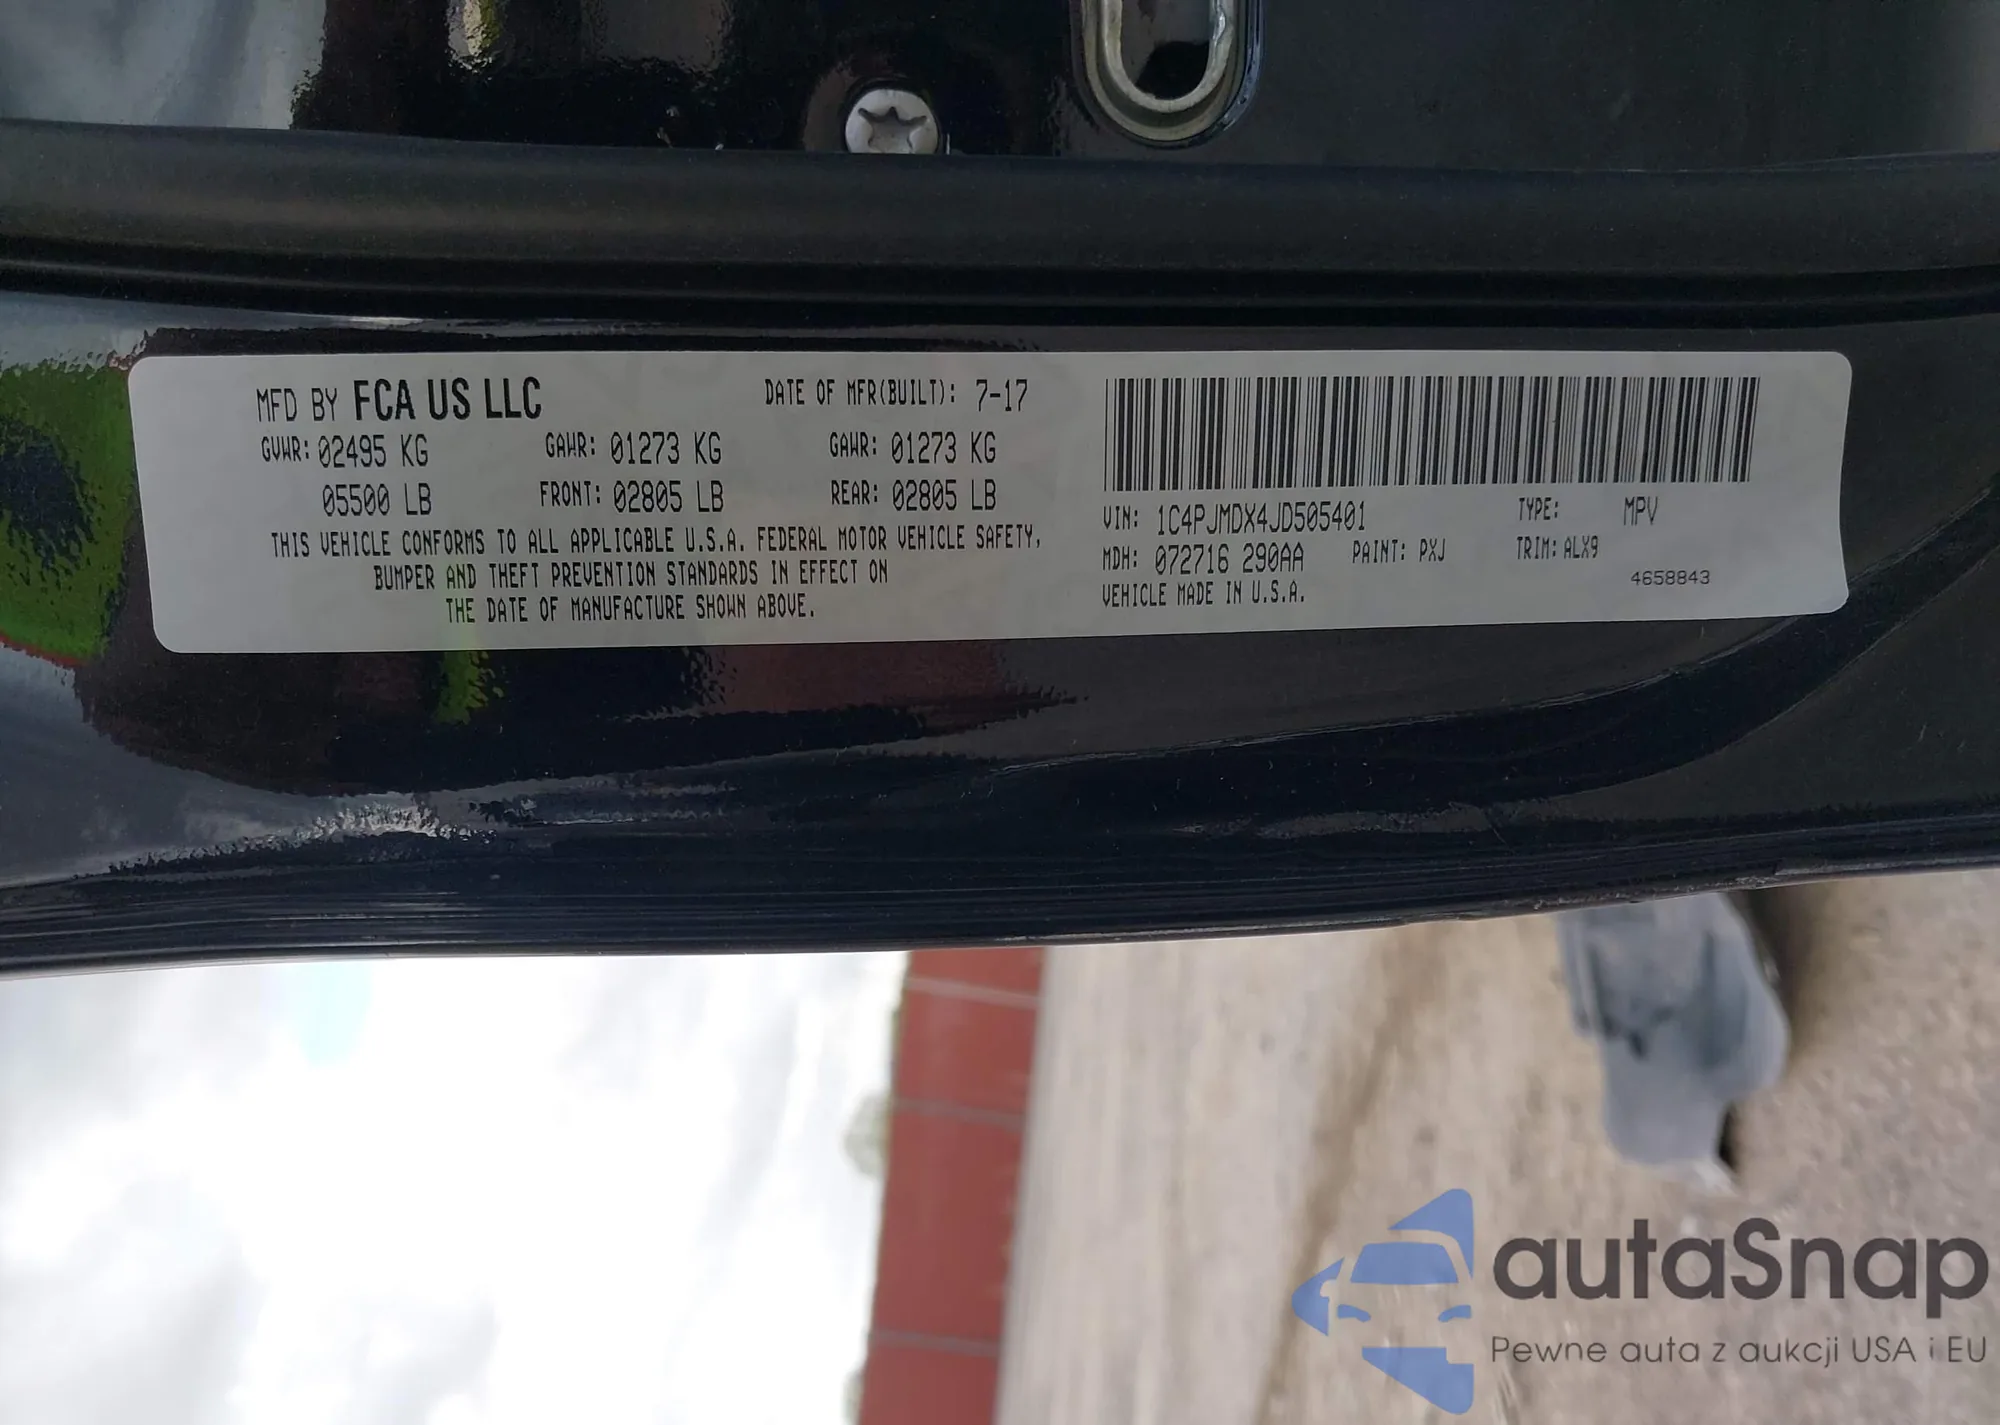 MFD BY FCA US LLC DATE OF MFR(BUILT): 7-17
GVWR: 02495 KG GAWR: 01273 KG GAWR: 01273 KG
05500 LB FRONT: 02805 LB REAR: 02805 LB
THIS VEHICLE CONFORMS TO ALL APPLICABLE U.S.A. FEDERAL MOTOR VEHICLE SAFETY,
BUMPER AND THEFT PREVENTION STANDARDS IN EFFECT ON
THE DATE OF MANUFACTURE SHOWN ABOVE.
VIN: 1C4PJMDX4JD505401 TYPE: MPV
MDH: 072716 290AA PAINT: PXJ TRIM: ALX9
VEHICLE MADE IN U.S.A. 4658843
autaSnap
Pewne auta z aukcji USA i EU